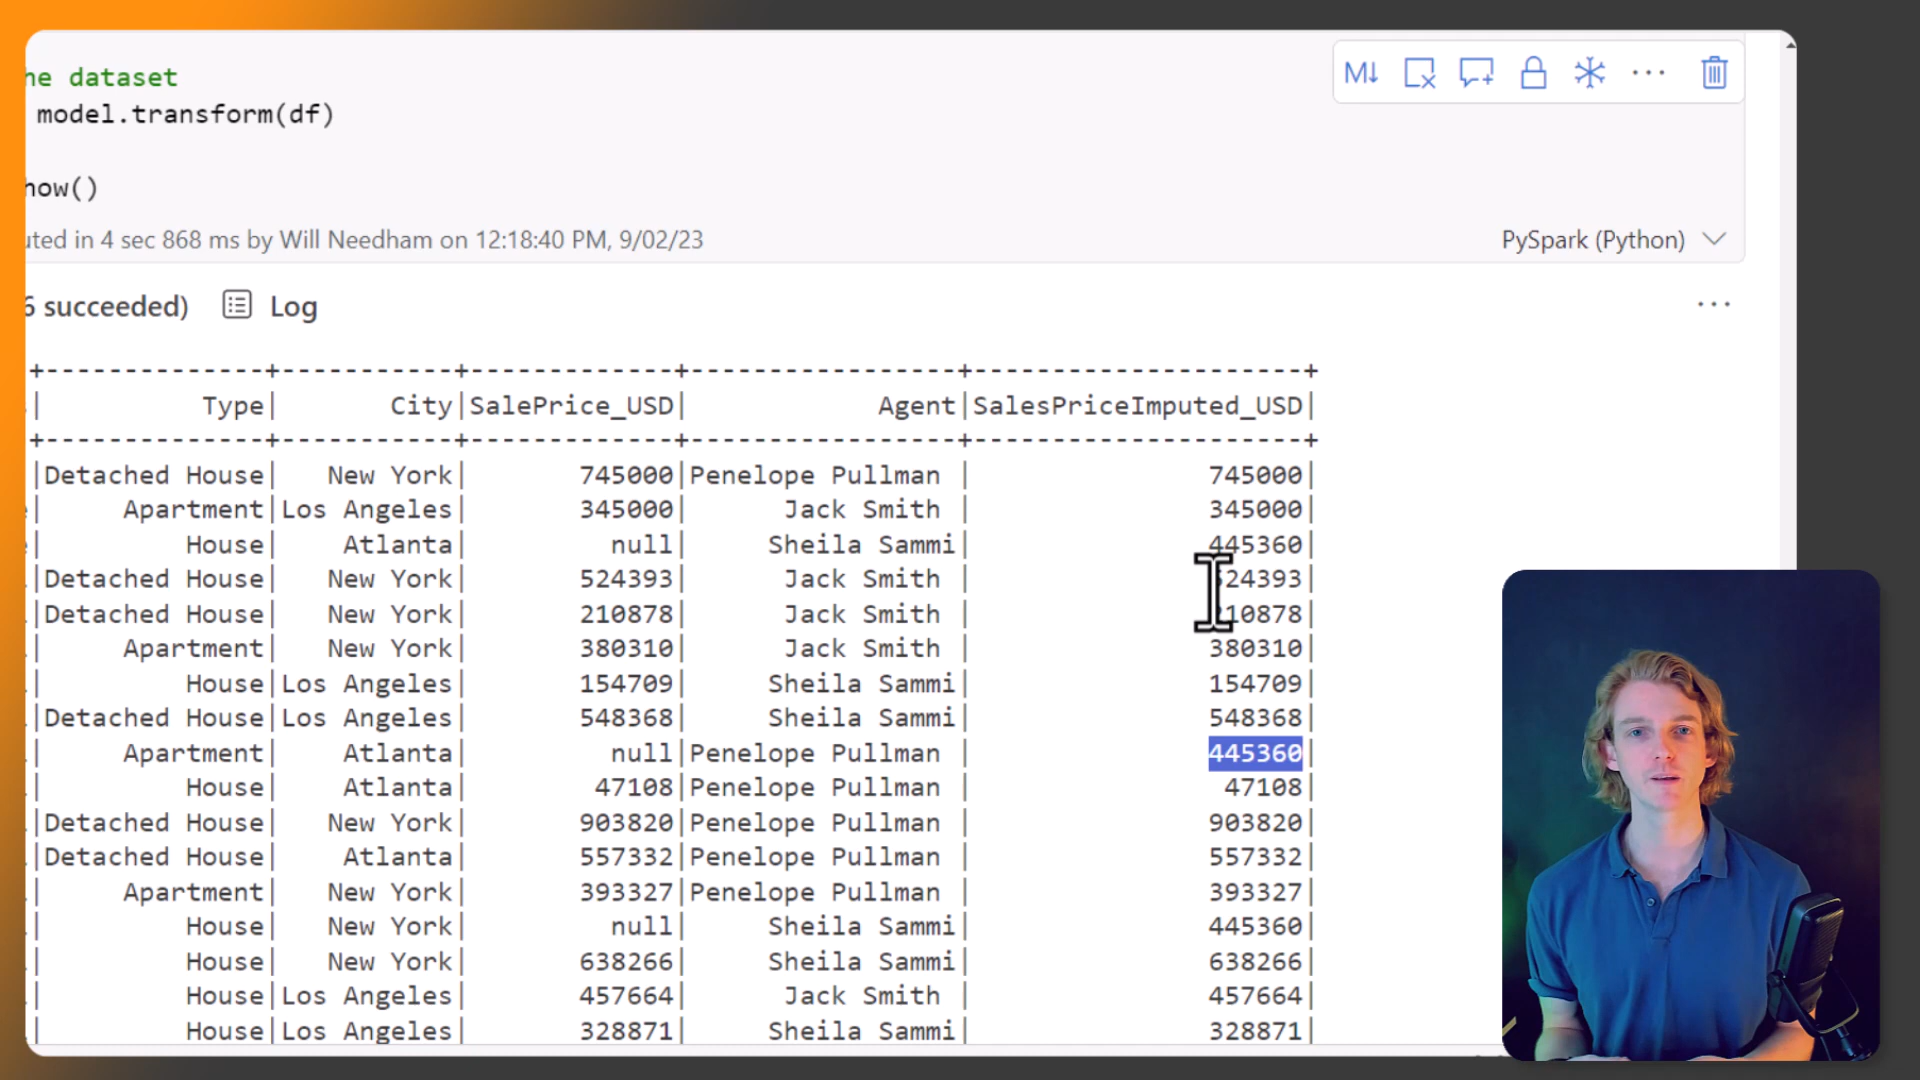 he dataset
model.transform(df)
how()
uted in 4 sec 868 ms by Will Needham on 12:18:40 PM, 9/02/23
PySpark (Python)
6 succeeded) Log
M↓
+--------------+-----------+-------------+-----------------+---------------------+
| Type| City|SalePrice_USD| Agent|SalesPriceImputed_USD|
+--------------+-----------+-------------+-----------------+---------------------+
|Detached House| New York| 745000|Penelope Pullman | 745000|
| Apartment|Los Angeles| 345000| Jack Smith | 345000|
| House| Atlanta| null| Sheila Sammi| 445360|
|Detached House| New York| 524393| Jack Smith | 24393|
|Detached House| New York| 210878| Jack Smith | 10878|
| Apartment| New York| 380310| Jack Smith | 380310|
| House|Los Angeles| 154709| Sheila Sammi| 154709|
|Detached House|Los Angeles| 548368| Sheila Sammi| 548368|
| Apartment| Atlanta| null|Penelope Pullman | 445360|
| House| Atlanta| 47108|Penelope Pullman | 47108|
|Detached House| New York| 903820|Penelope Pullman | 903820|
|Detached House| Atlanta| 557332|Penelope Pullman | 557332|
| Apartment| New York| 393327|Penelope Pullman | 393327|
| House| New York| null| Sheila Sammi| 445360|
| House| New York| 638266| Sheila Sammi| 638266|
| House|Los Angeles| 457664| Jack Smith | 457664|
| House|Los Angeles| 328871| Sheila Sammi| 328871|